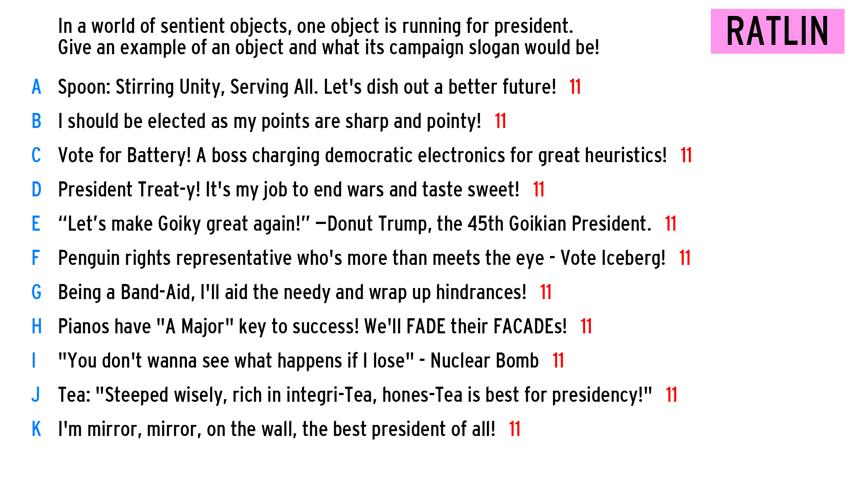 In a world of sentient objects, one object is running for president.
Give an example of an object and what its campaign slogan would be!
RATLIN
A Spoon: Stirring Unity, Serving All. Let's dish out a better future! 11
B I should be elected as my points are sharp and pointy! 11
C Vote for Battery! A boss charging democratic electronics for great heuristics! 11
D President Treat-y! It's my job to end wars and taste sweet! 11
E “Let’s make Goiky great again!” —Donut Trump, the 45th Goikian President. 11
F Penguin rights representative who's more than meets the eye - Vote Iceberg! 11
G Being a Band-Aid, I'll aid the needy and wrap up hindrances! 11
H Pianos have "A Major" key to success! We'll FADE their FACADEs! 11
I "You don't wanna see what happens if I lose" - Nuclear Bomb 11
J Tea: "Steeped wisely, rich in integri-Tea, hones-Tea is best for presidency!" 11
K I'm mirror, mirror, on the wall, the best president of all! 11